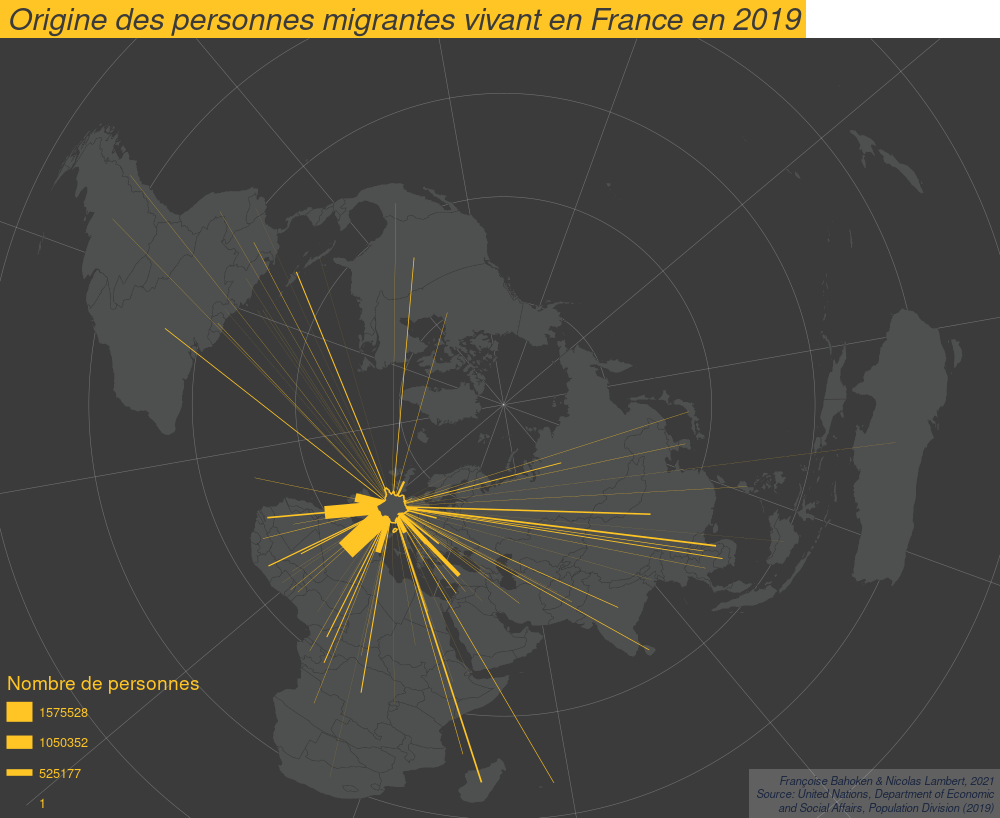 Origine des personnes migrantes vivant en France en 2019
Nombre de personnes
1575528
1050352
525177
1
Françoise Bahoken & Nicolas Lambert, 2021
Source: United Nations, Department of Economic
and Social Affairs, Population Division (2019)